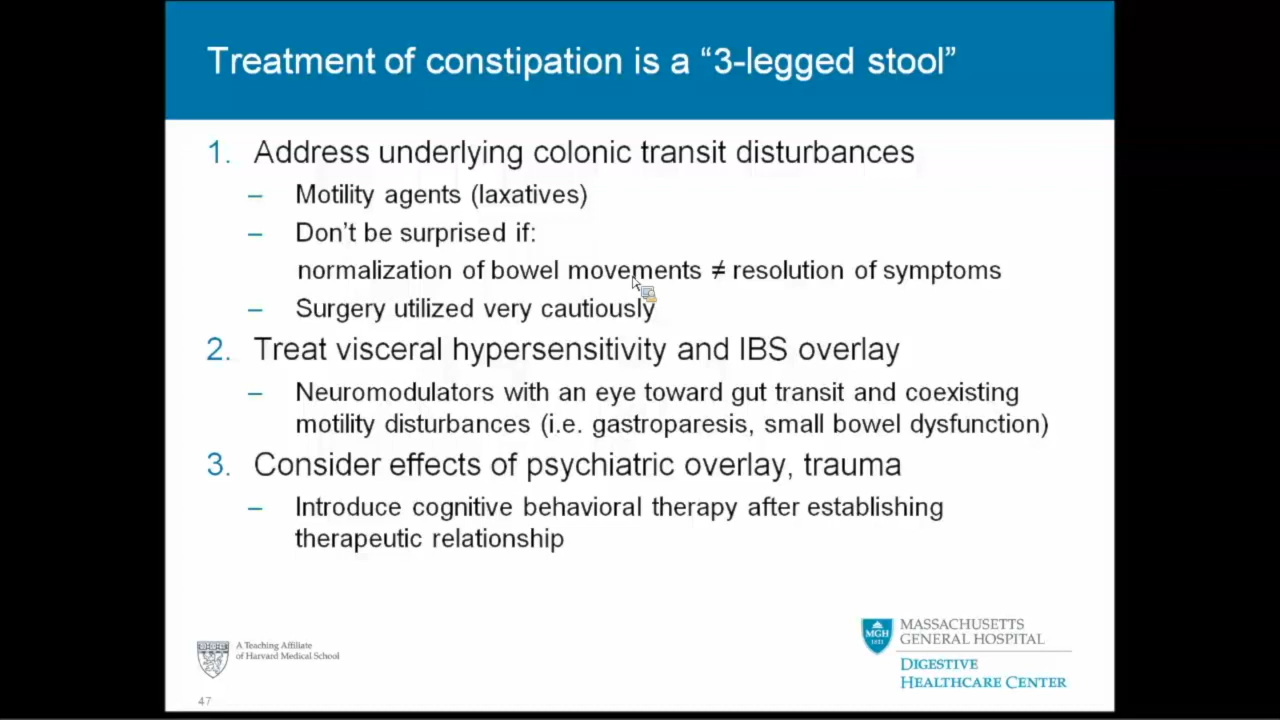 Treatment of constipation is a “3-legged stool”
1. Address underlying colonic transit disturbances
– Motility agents (laxatives)
– Don’t be surprised if:
normalization of bowel movements ≠ resolution of symptoms
– Surgery utilized very cautiously
2. Treat visceral hypersensitivity and IBS overlay
– Neuromodulators with an eye toward gut transit and coexisting
motility disturbances (i.e. gastroparesis, small bowel dysfunction)
3. Consider effects of psychiatric overlay, trauma
– Introduce cognitive behavioral therapy after establishing
therapeutic relationship
A Teaching Affiliate
of Harvard Medical School
MGH
1811
MASSACHUSETTS
GENERAL HOSPITAL
DIGESTIVE
HEALTHCARE CENTER
47